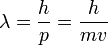 λ = h/p = h/mv